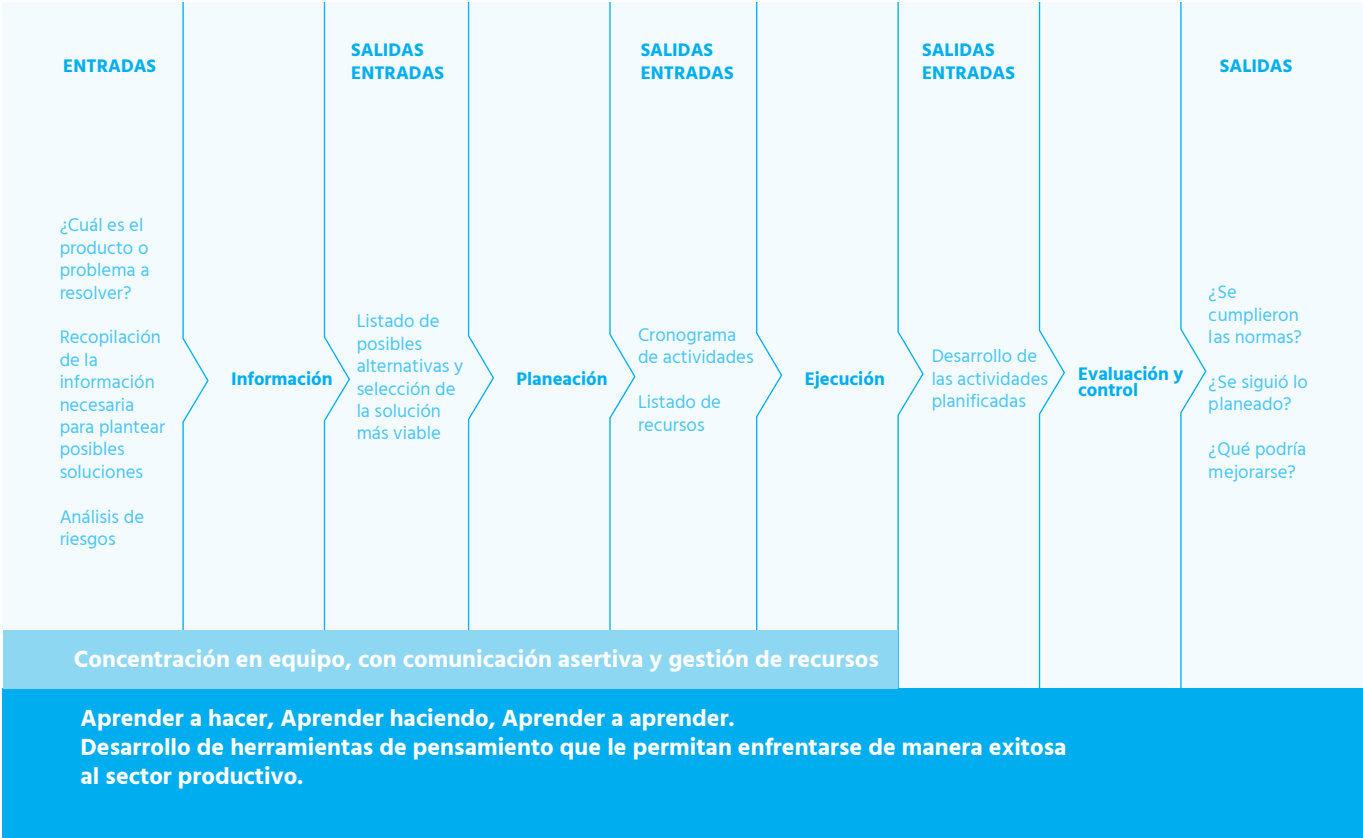 ENTRADAS
SALIDAS
ENTRADAS
SALIDAS
ENTRADAS
SALIDAS
ENTRADAS
SALIDAS
¿Cuál es el
producto o
problema a
resolver?
Recopilación
de la
información
necesaria
para plantear
posibles
soluciones
Análisis de
riesgos
Información
Listado de
posibles
alternativas y
selección de
la solución
más viable
Planeación
Cronograma
de actividades
Listado de
recursos
Ejecución
Desarrollo de
las actividades
planificadas
Evaluación y
control
¿Se
cumplieron
las normas?
¿Se siguió lo
planeado?
¿Qué podría
mejorarse?
Concentración en equipo, con comunicación asertiva y gestión de recursos
Aprender a hacer, Aprender haciendo, Aprender a aprender.
Desarrollo de herramientas de pensamiento que le permitan enfrentarse de manera exitosa
al sector productivo.